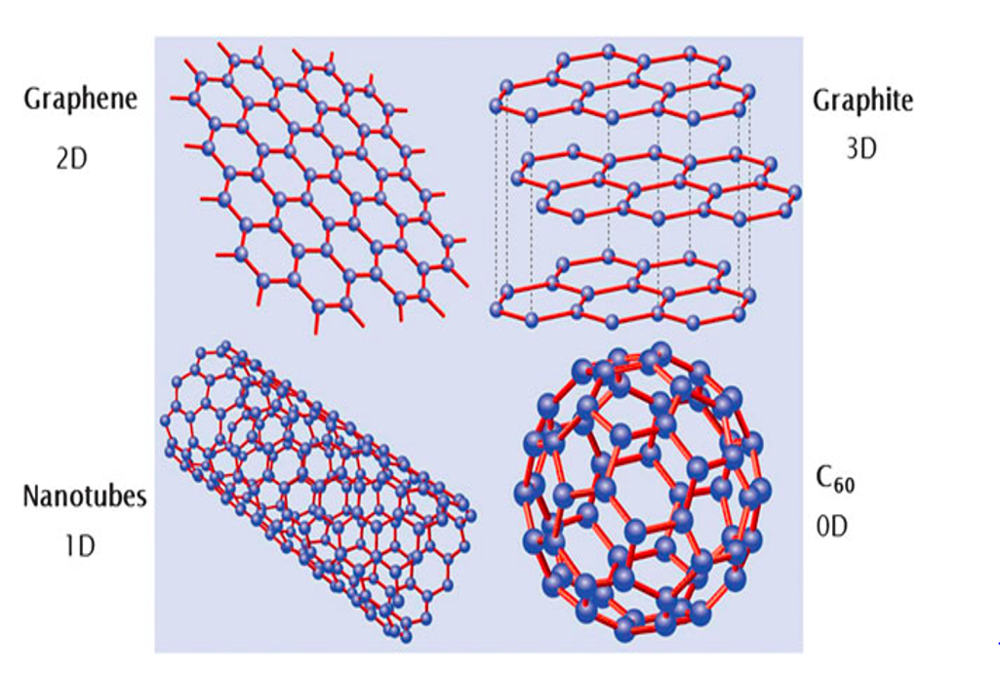 Graphene
2D
Graphite
3D
Nanotubes
1D
C₆₀
0D